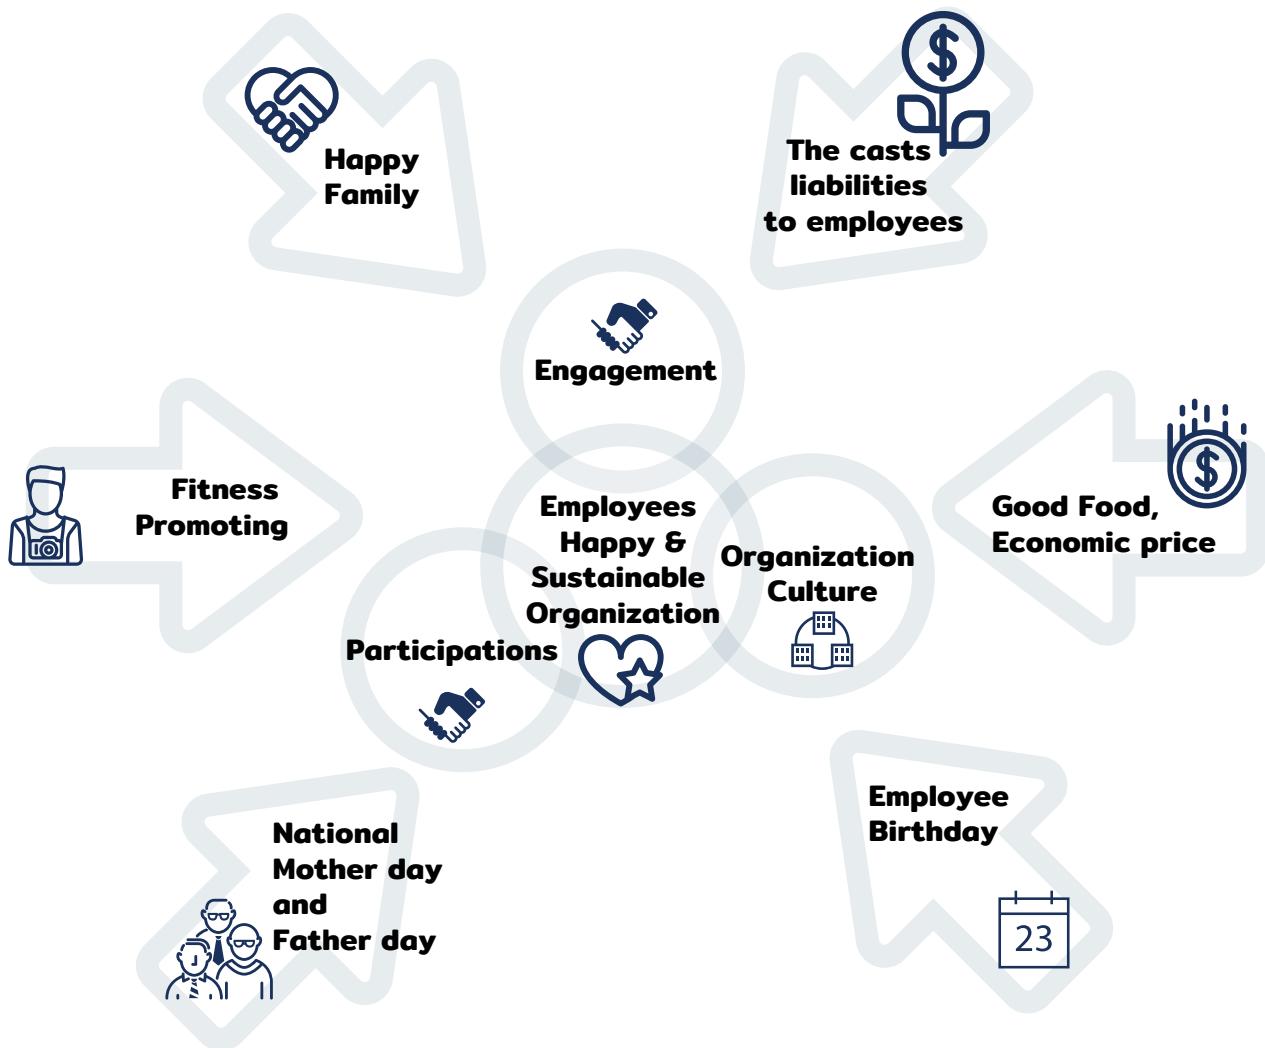 Happy
Family
The casts
liabilities
to employees
Engagement
Fitness
Promoting
Employees
Happy &
Sustainable
Organization
Organization
Culture
Good Food,
Economic price
Participations
National
Mother day
and
Father day
Employee
Birthday
23